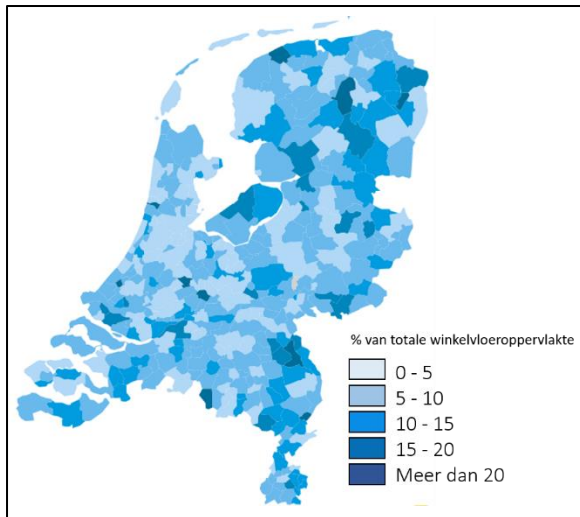 % van totale winkelvloeroppervlakte
0 - 5
5 - 10
10 - 15
15 - 20
Meer dan 20